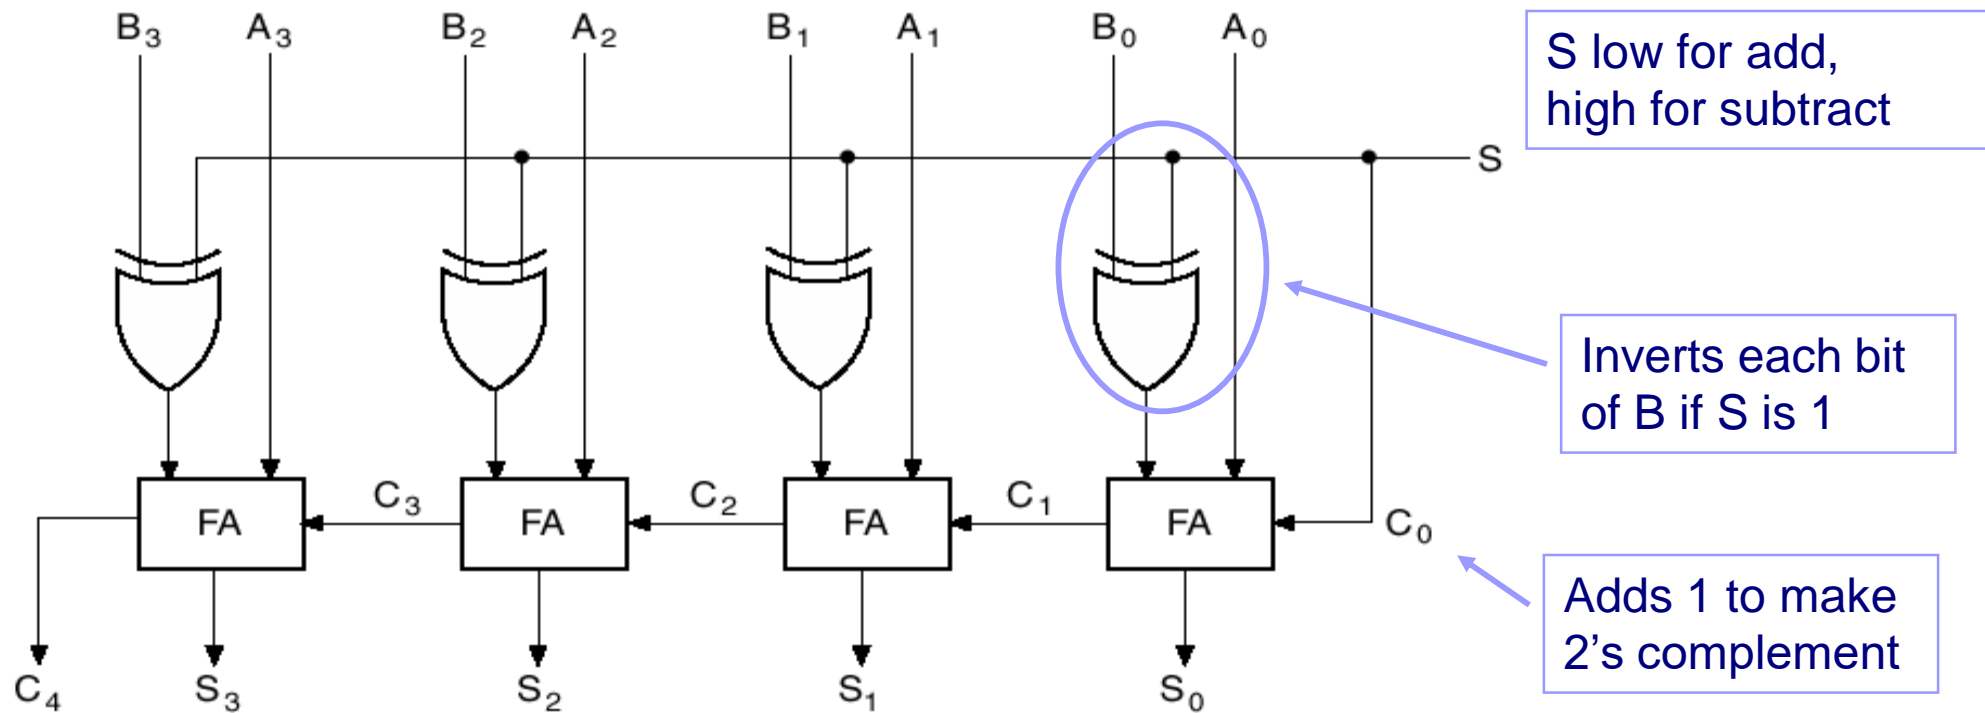 B₃ A₃ B₂ A₂ B₁ A₁ B₀ A₀
S low for add,
high for subtract
S
Inverts each bit
of B if S is 1
FA C₃ FA C₂ FA C₁ FA C₀
Adds 1 to make
2’s complement
C₄ S₃ S₂ S₁ S₀